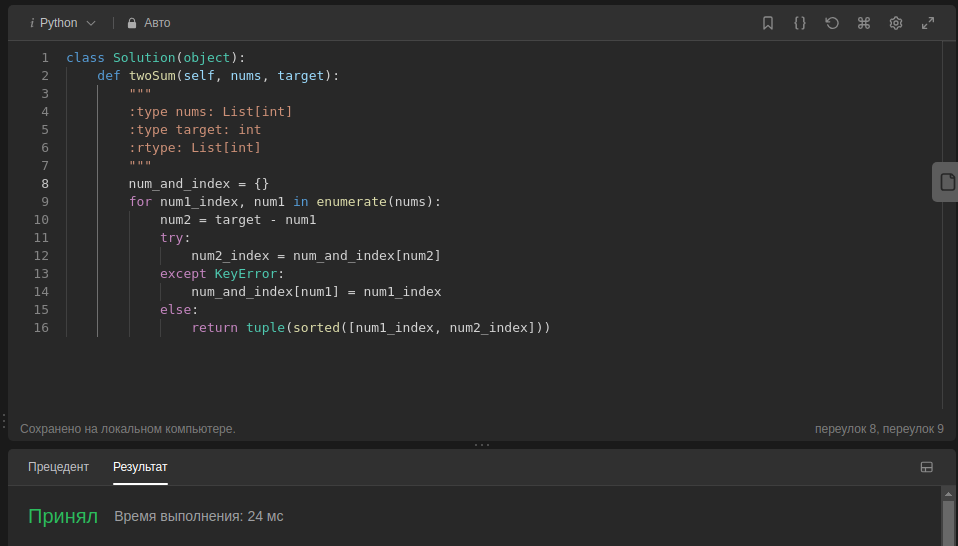 i Python Авто
1 class Solution(object):
2     def twoSum(self, nums, target):
3         """
4         :type nums: List[int]
5         :type target: int
6         :rtype: List[int]
7         """
8         num_and_index = {}
9         for num1_index, num1 in enumerate(nums):
10             num2 = target - num1
11             try:
12                 num2_index = num_and_index[num2]
13             except KeyError:
14                 num_and_index[num1] = num1_index
15             else:
16                 return tuple(sorted([num1_index, num2_index]))
Сохранено на локальном компьютере. переулок 8, переулок 9
Прецедент Результат
Принял Время выполнения: 24 мс